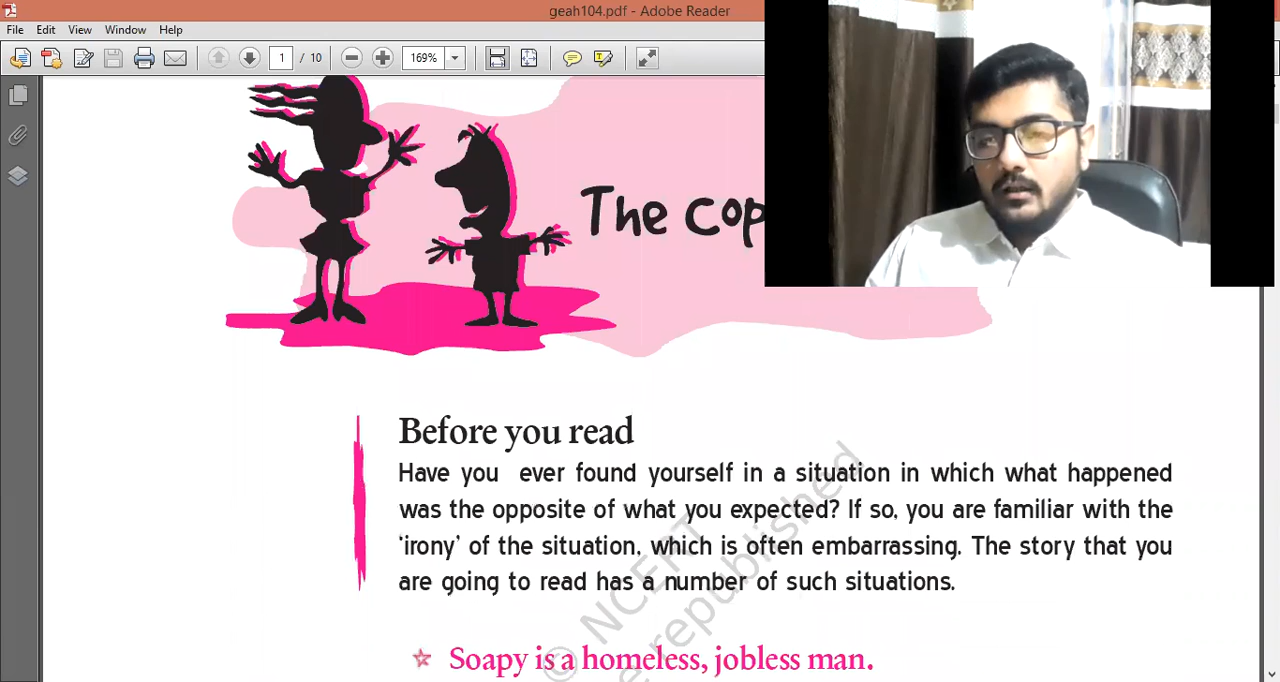 geah104.pdf - Adobe Reader
File Edit View Window Help
1 / 10 169%
The cop
Before you read
Have you ever found yourself in a situation in which what happened
was the opposite of what you expected? If so, you are familiar with the
‘irony’ of the situation, which is often embarrassing. The story that you
are going to read has a number of such situations.
© NCERT
republished
Soapy is a homeless, jobless man.